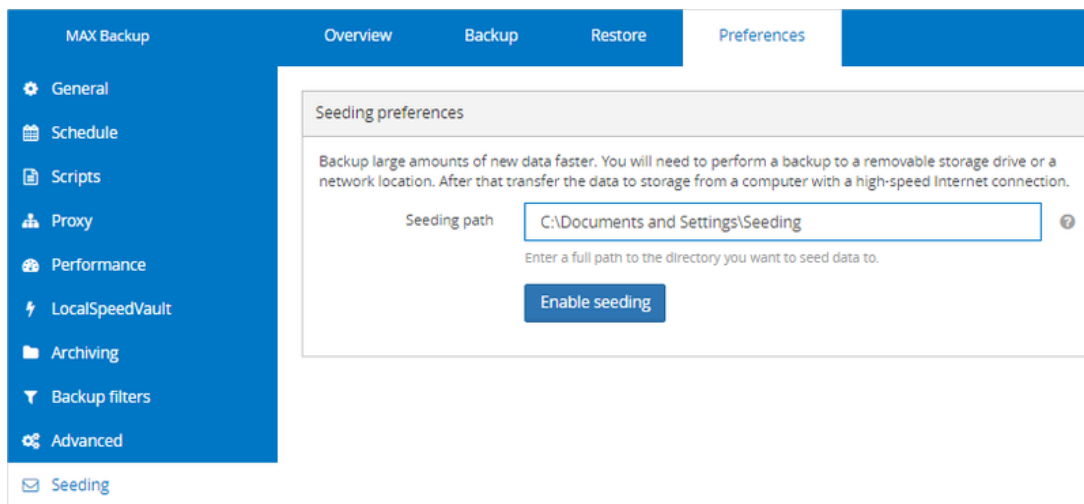 MAX Backup
Overview
Backup
Restore
Preferences
General
Schedule
Scripts
Proxy
Performance
LocalSpeedVault
Archiving
Backup filters
Advanced
Seeding
Seeding preferences
Backup large amounts of new data faster. You will need to perform a backup to a removable storage drive or a
network location. After that transfer the data to storage from a computer with a high-speed Internet connection.
Seeding path
C:\Documents and Settings\Seeding
Enter a full path to the directory you want to seed data to.
Enable seeding